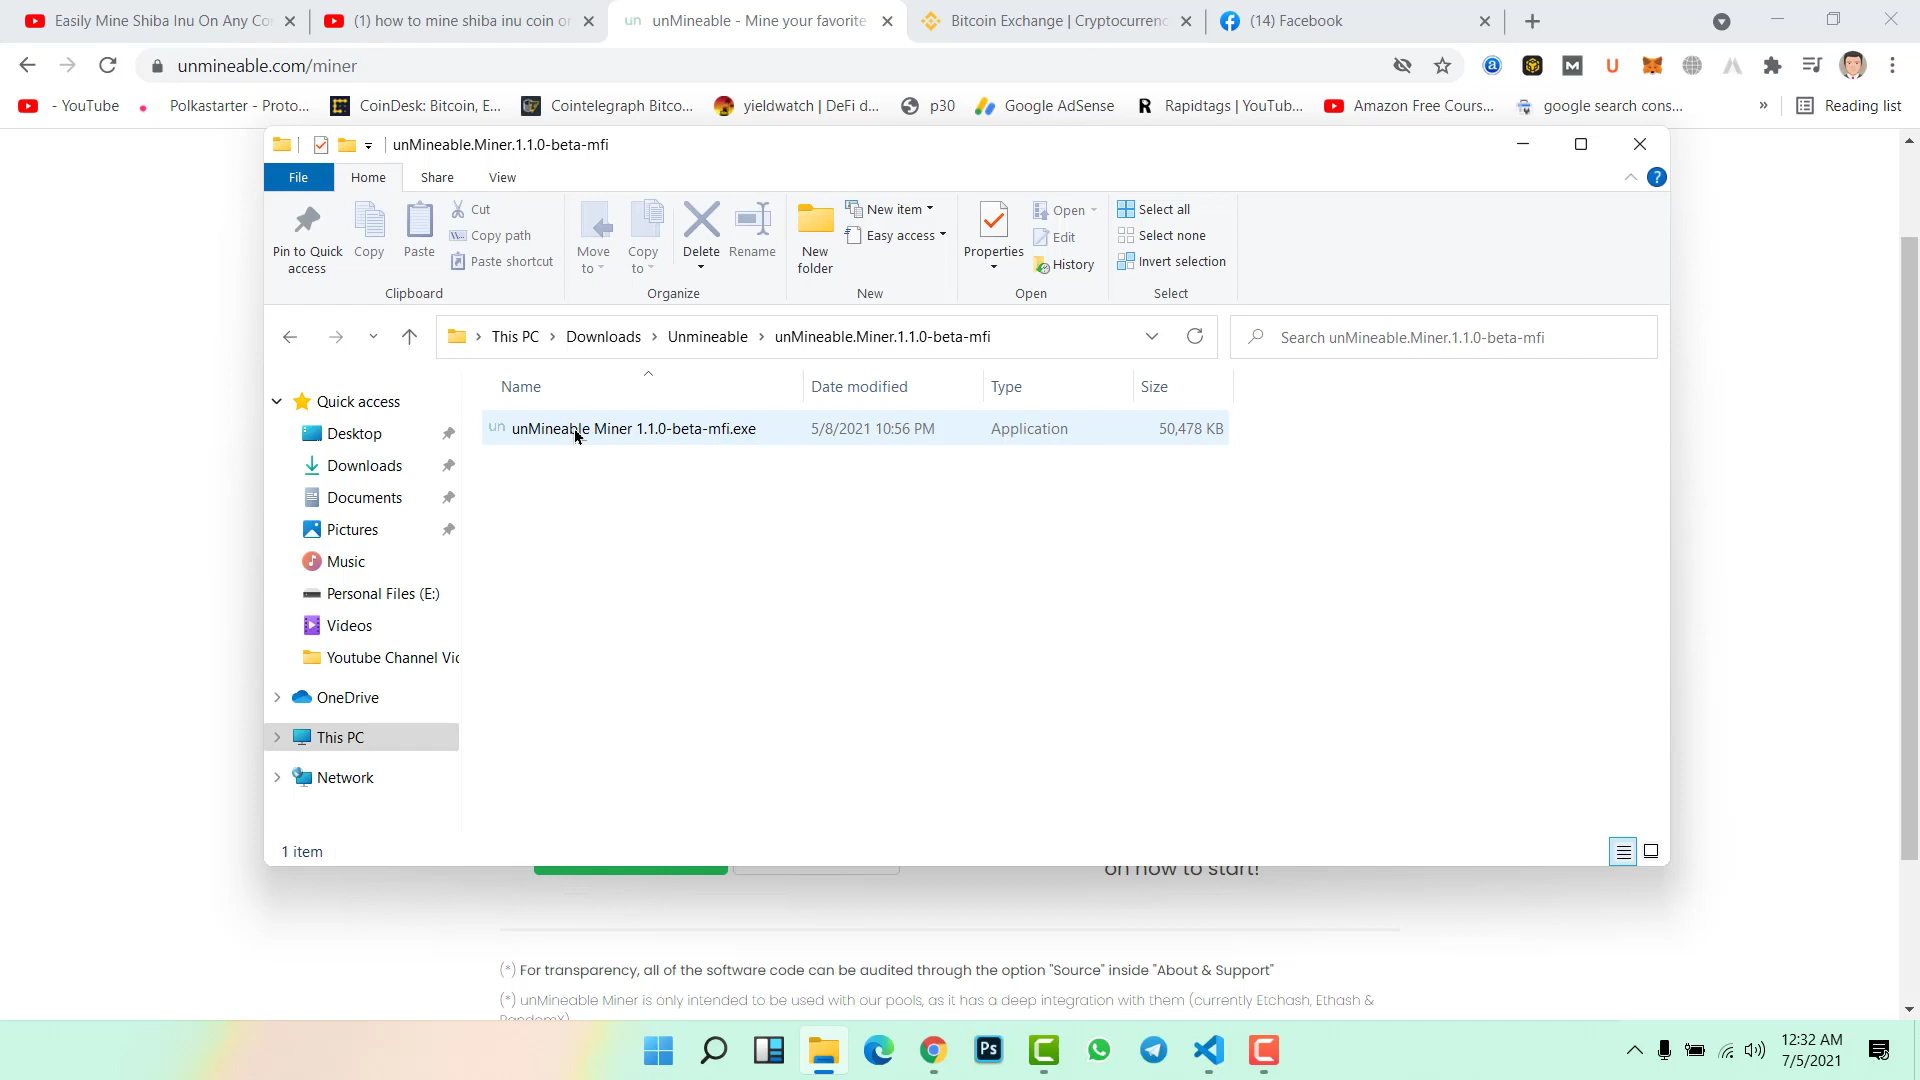 Easily Mine Shiba Inu On Any Co
(1) how to mine shiba inu coin o
un unMineable - Mine your favorite
Bitcoin Exchange | Cryptocurrenc
(14) Facebook
unmineable.com/miner
- YouTube
Polkastarter - Proto...
CoinDesk: Bitcoin, E...
Cointelegraph Bitco...
yieldwatch | DeFi d...
p30
Google AdSense
Rapidtags | YouTub...
Amazon Free Cours...
google search cons...
»
Reading list
unMineable.Miner.1.1.0-beta-mfi
File
Home
Share
View
Pin to Quick access
Copy
Paste
Cut
Copy path
Paste shortcut
Clipboard
Move to
Copy to
Delete
Rename
Organize
New folder
New item
Easy access
New
Properties
Open
Edit
History
Open
Select all
Select none
Invert selection
Select
This PC > Downloads > Unmineable > unMineable.Miner.1.1.0-beta-mfi
Search unMineable.Miner.1.1.0-beta-mfi
Name
Date modified
Type
Size
un unMineable Miner 1.1.0-beta-mfi.exe
5/8/2021 10:56 PM
Application
50,478 KB
Quick access
Desktop
Downloads
Documents
Pictures
Music
Personal Files (E:)
Videos
Youtube Channel Vic
OneDrive
This PC
Network
1 item
on how to start!
(*) For transparency, all of the software code can be audited through the option "Source" inside "About & Support"
(*) unMineable Miner is only intended to be used with our pools, as it has a deep integration with them (currently Etchash, Ethash &
RandomX)
Ps
12:32 AM
7/5/2021